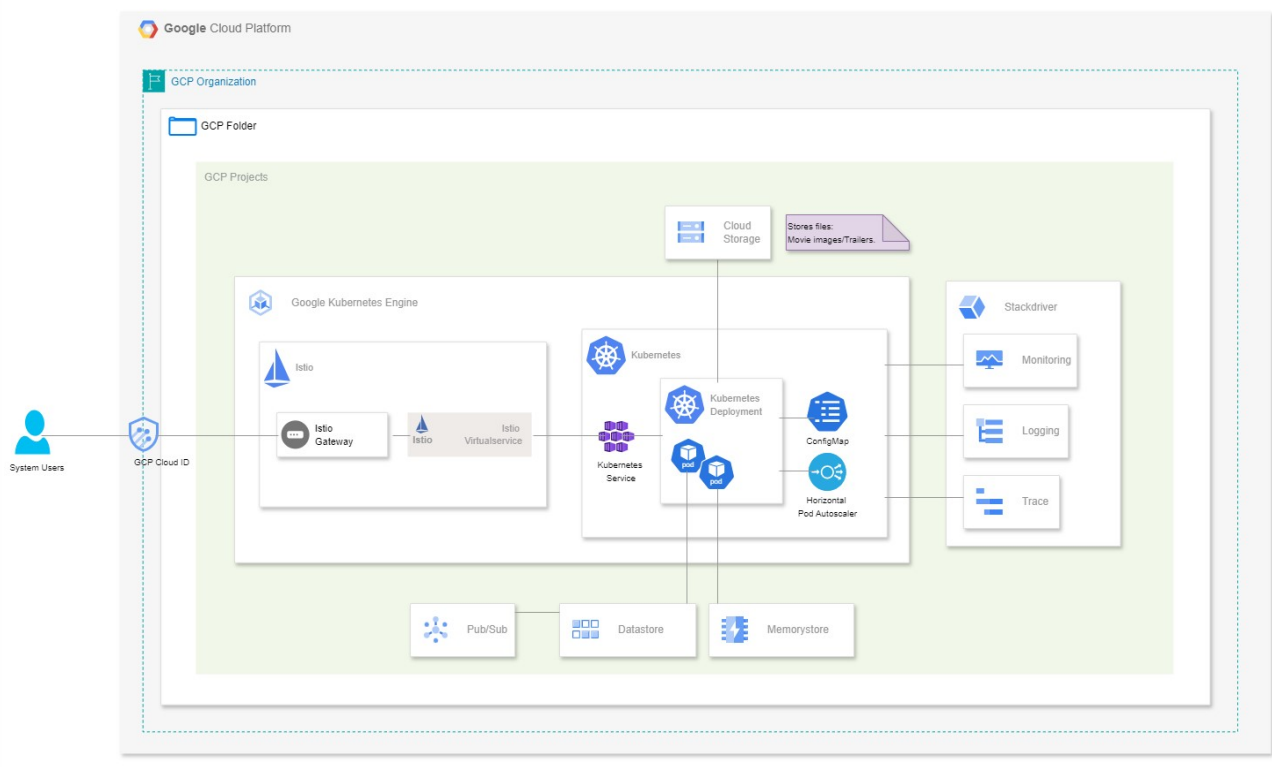 Google Cloud Platform
GCP Organization
GCP Folder
GCP Projects
Cloud
Storage
Stores files:
Movie images/Trailers.
Google Kubernetes Engine
Stackdriver
Istio
Kubernetes
Monitoring
Kubernetes
Deployment
Istio
Gateway
Istio
Istio
Virtualservice
ConfigMap
Logging
System Users
GCP Cloud ID
Kubernetes
Service
pod
pod
Horizontal
Pod Autoscaler
Trace
Pub/Sub
Datastore
Memorystore